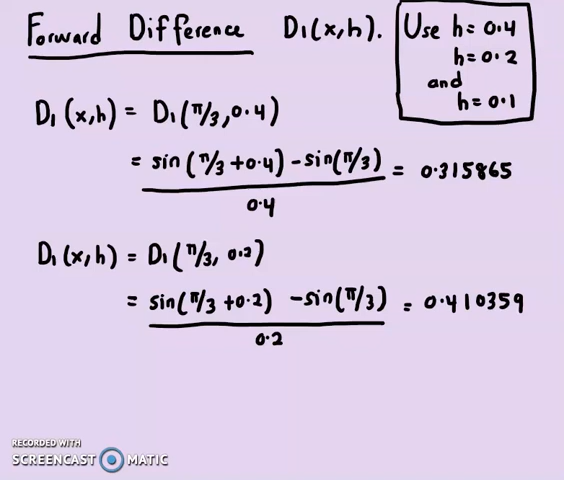 Forward Difference D₁(x,h).
Use h = 0.4
h = 0.2
and
h = 0.1
D₁(x,h) = D₁(π/3, 0.4)
= sin(π/3 + 0.4) - sin(π/3) = 0.315865
0.4
D₁(x,h) = D₁(π/3, 0.2)
= sin(π/3 + 0.2) - sin(π/3) = 0.410359
0.2
RECORDED WITH
SCREENCAST MATIC